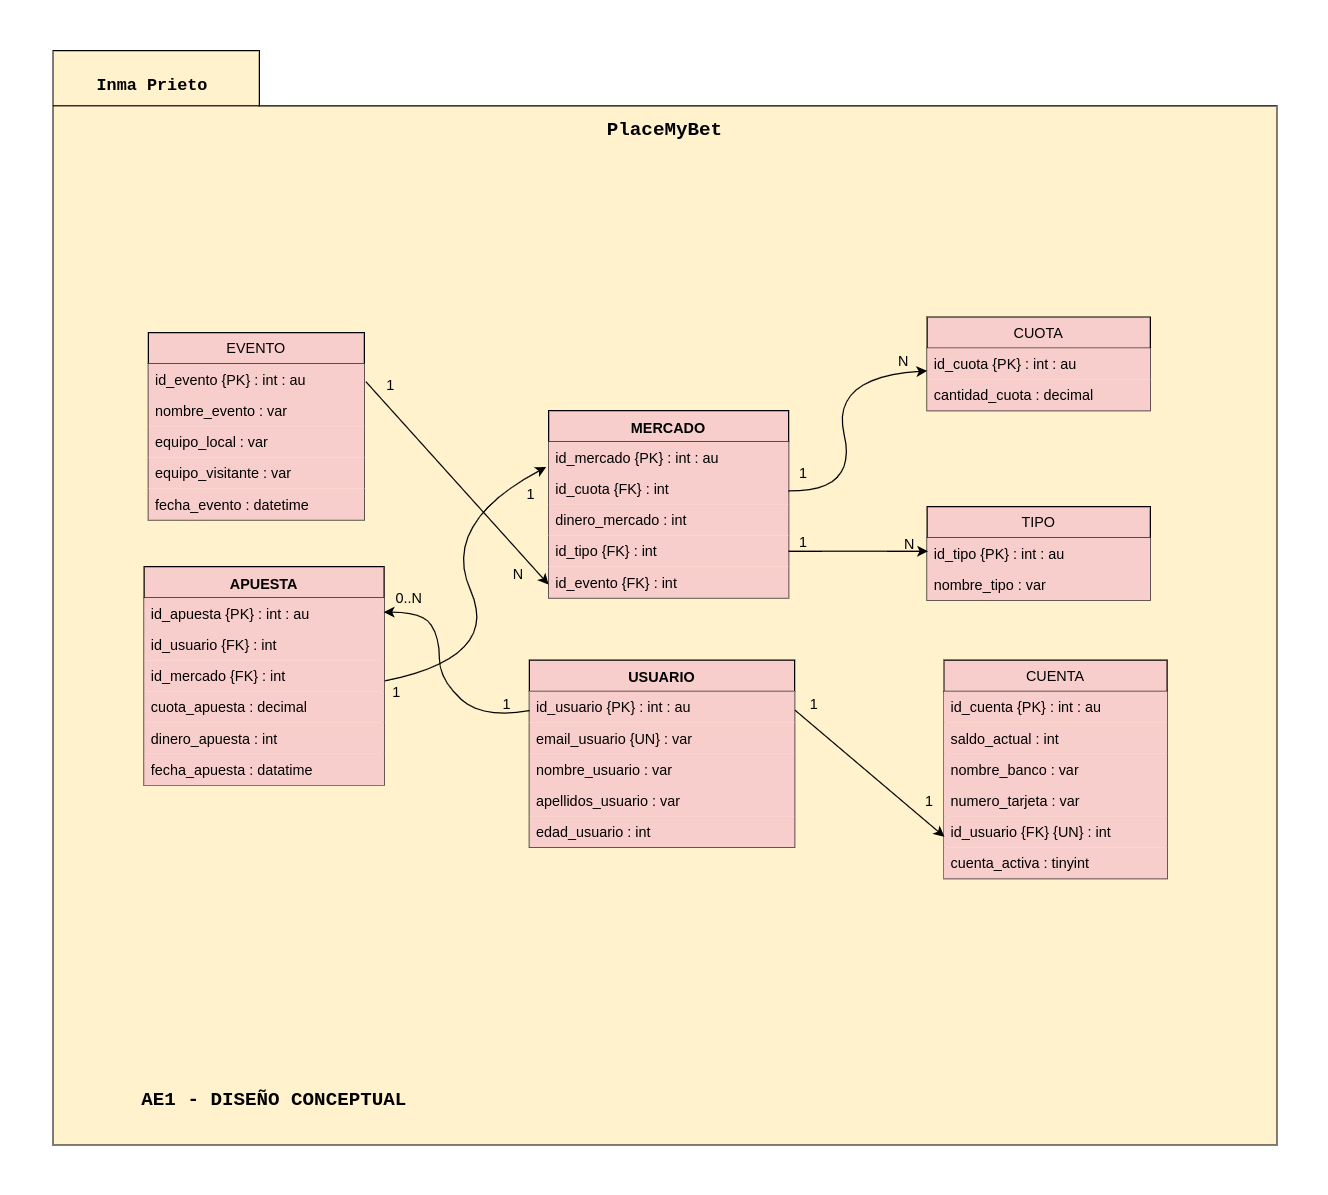 Inma Prieto
PlaceMyBet
EVENTO
id_evento {PK} : int : au
nombre_evento : var
equipo_local : var
equipo_visitante : var
fecha_evento : datetime
1
N
MERCADO
id_mercado {PK} : int : au
id_cuota {FK} : int
dinero_mercado : int
id_tipo {FK} : int
id_evento {FK} : int
1
N
CUOTA
id_cuota {PK} : int : au
cantidad_cuota : decimal
1
N
TIPO
id_tipo {PK} : int : au
nombre_tipo : var
APUESTA
id_apuesta {PK} : int : au
id_usuario {FK} : int
id_mercado {FK} : int
cuota_apuesta : decimal
dinero_apuesta : int
fecha_apuesta : datatime
1
1
0..N
1
USUARIO
id_usuario {PK} : int : au
email_usuario {UN} : var
nombre_usuario : var
apellidos_usuario : var
edad_usuario : int
1
1
CUENTA
id_cuenta {PK} : int : au
saldo_actual : int
nombre_banco : var
numero_tarjeta : var
id_usuario {FK} {UN} : int
cuenta_activa : tinyint
AE1 - DISEÑO CONCEPTUAL